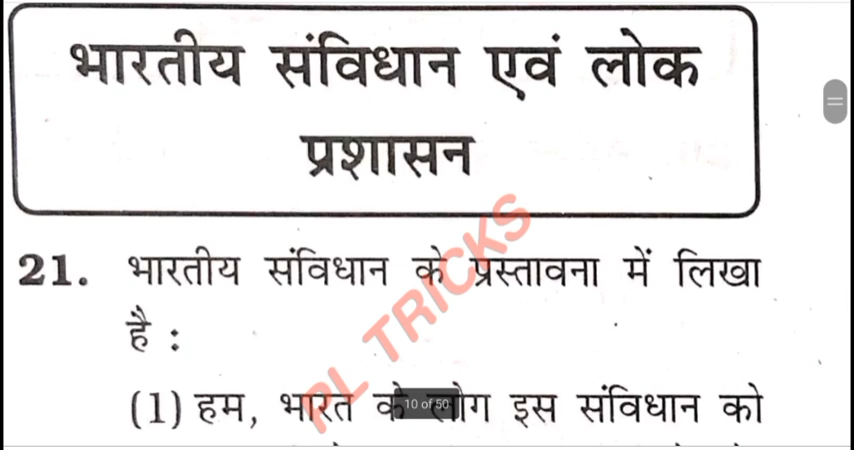 भारतीय संविधान एवं लोक
प्रशासन
21. भारतीय संविधान के प्रस्तावना में लिखा
है :
(1) हम, भारत के लोग इस संविधान को
PL TRICKS
10 of 50